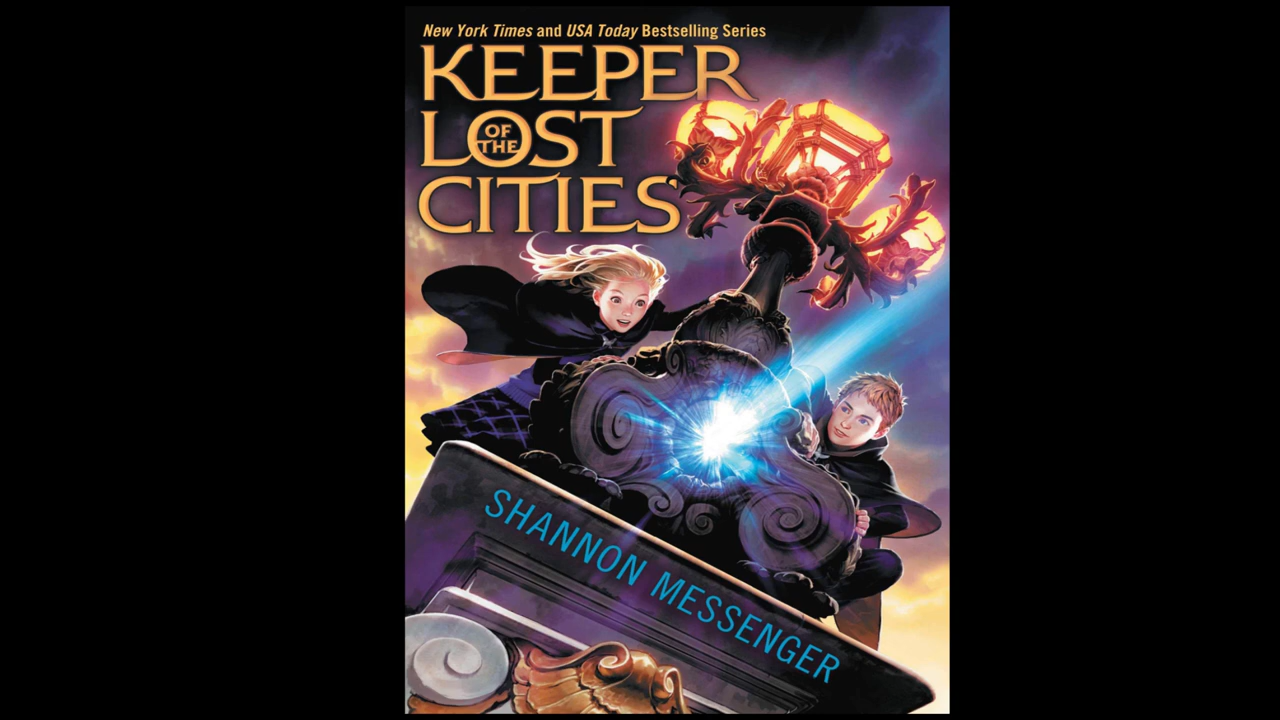 New York Times and USA Today Bestselling Series
KEEPER
OF THE
LOST
CITIES
SHANNON MESSENGER